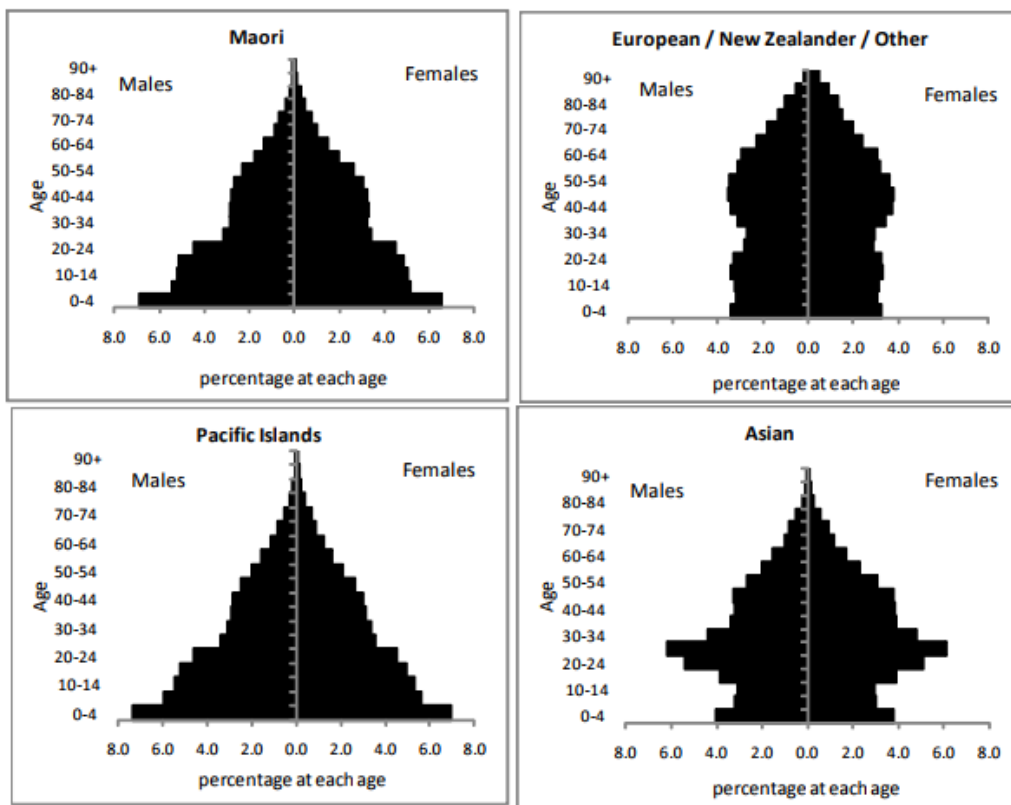 Maori
Males
Females
90+
80-84
70-74
60-64
50-54
40-44
30-34
20-24
10-14
0-4
Age
8.0 6.0 4.0 2.0 0.0 2.0 4.0 6.0 8.0
percentage at each age
European / New Zealander / Other
Males
Females
90+
80-84
70-74
60-64
50-54
40-44
30-34
20-24
10-14
0-4
Age
8.0 6.0 4.0 2.0 0.0 2.0 4.0 6.0 8.0
percentage at each age
Pacific Islands
Males
Females
90+
80-84
70-74
60-64
50-54
40-44
30-34
20-24
10-14
0-4
Age
8.0 6.0 4.0 2.0 0.0 2.0 4.0 6.0 8.0
percentage at each age
Asian
Males
Females
90+
80-84
70-74
60-64
50-54
40-44
30-34
20-24
10-14
0-4
Age
8.0 6.0 4.0 2.0 0.0 2.0 4.0 6.0 8.0
percentage at each age